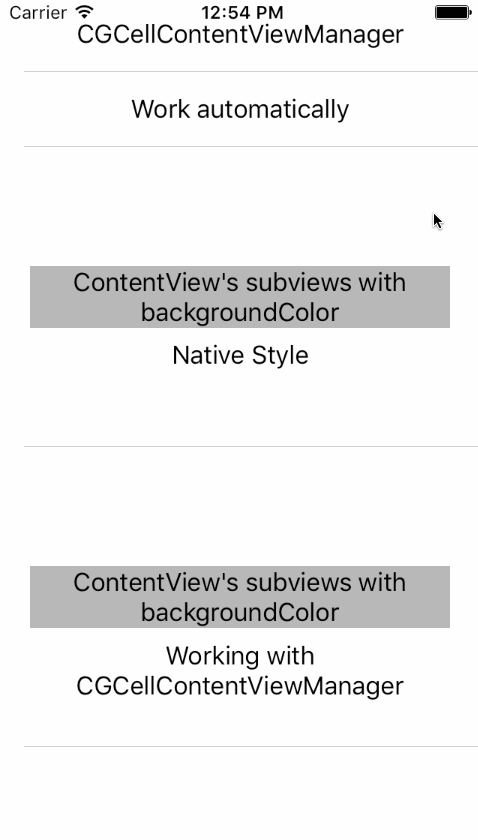 Carrier 12:54 PM
CGCellContentViewManager
Work automatically
ContentView's subviews with
backgroundColor
Native Style
ContentView's subviews with
backgroundColor
Working with
CGCellContentViewManager